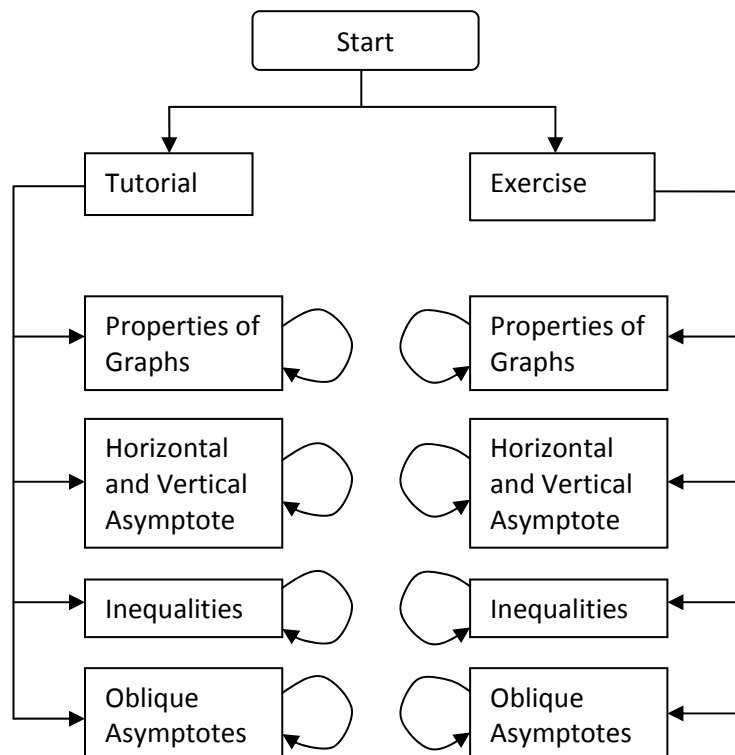 Start
Tutorial
Exercise
Properties of
Graphs
Properties of
Graphs
Horizontal
and Vertical
Asymptote
Horizontal
and Vertical
Asymptote
Inequalities
Inequalities
Oblique
Asymptotes
Oblique
Asymptotes